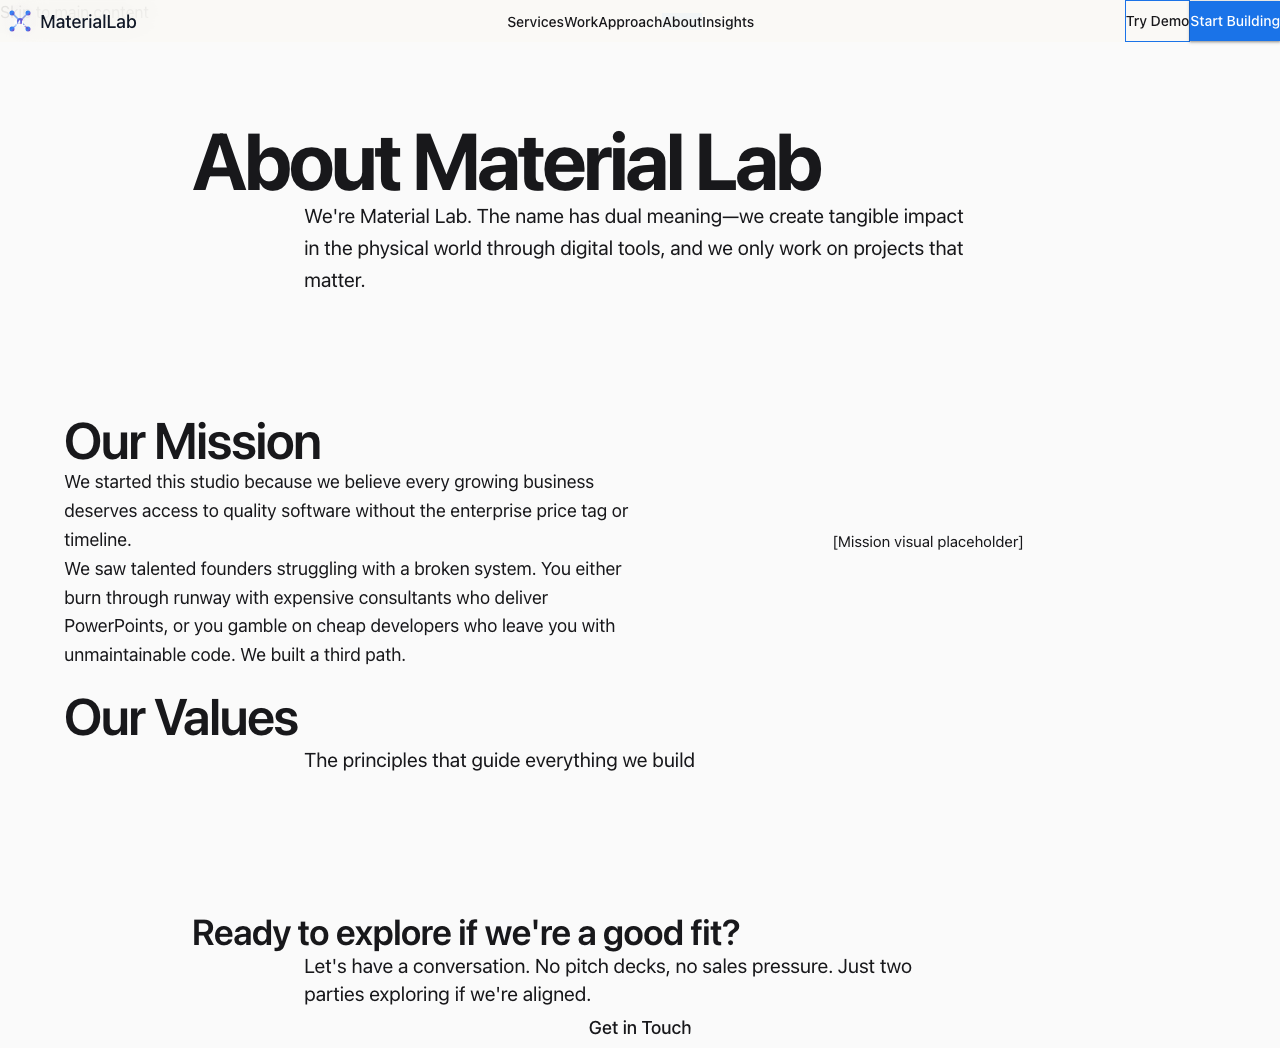 Skip to main content
MaterialLab
Services Work Approach About Insights
Try Demo
Start Building
About Material Lab
We're Material Lab. The name has dual meaning—we create tangible impact
in the physical world through digital tools, and we only work on projects that
matter.
Our Mission
We started this studio because we believe every growing business
deserves access to quality software without the enterprise price tag or
timeline.
We saw talented founders struggling with a broken system. You either
burn through runway with expensive consultants who deliver
PowerPoints, or you gamble on cheap developers who leave you with
unmaintainable code. We built a third path.
[Mission visual placeholder]
Our Values
The principles that guide everything we build
Ready to explore if we're a good fit?
Let's have a conversation. No pitch decks, no sales pressure. Just two
parties exploring if we're aligned.
Get in Touch